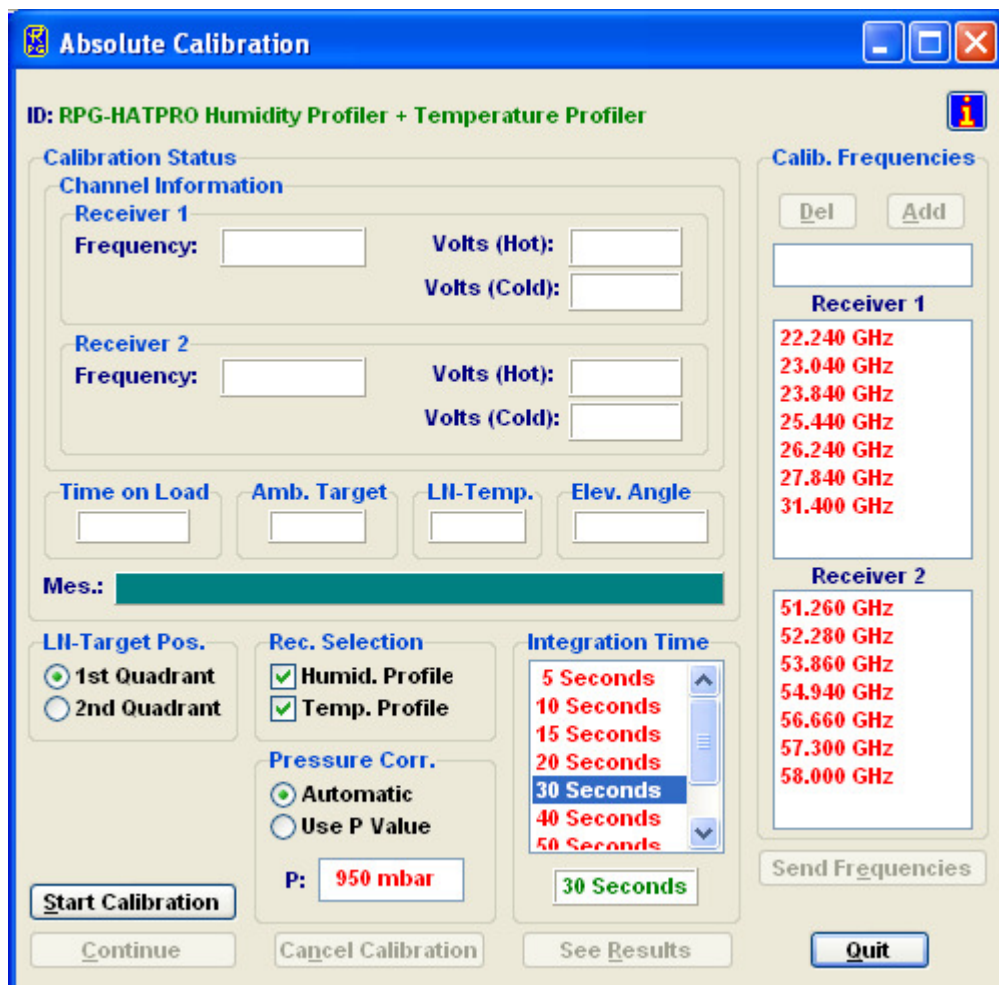 Absolute Calibration
ID: RPG-HATPRO Humidity Profiler + Temperature Profiler
i
Calibration Status
Channel Information
Receiver 1
Frequency:
Volts (Hot):
Volts (Cold):
Receiver 2
Frequency:
Volts (Hot):
Volts (Cold):
Time on Load
Amb. Target
LN-Temp.
Elev. Angle
Mes.:
LN-Target Pos.
1st Quadrant
2nd Quadrant
Rec. Selection
Humid. Profile
Temp. Profile
Pressure Corr.
Automatic
Use P Value
P: 950 mbar
Integration Time
5 Seconds
10 Seconds
15 Seconds
20 Seconds
30 Seconds
40 Seconds
50 Seconds
30 Seconds
Calib. Frequencies
Del Add
Receiver 1
22.240 GHz
23.040 GHz
23.840 GHz
25.440 GHz
26.240 GHz
27.840 GHz
31.400 GHz
Receiver 2
51.260 GHz
52.280 GHz
53.860 GHz
54.940 GHz
56.660 GHz
57.300 GHz
58.000 GHz
Send Frequencies
Start Calibration
Continue
Cancel Calibration
See Results
Quit